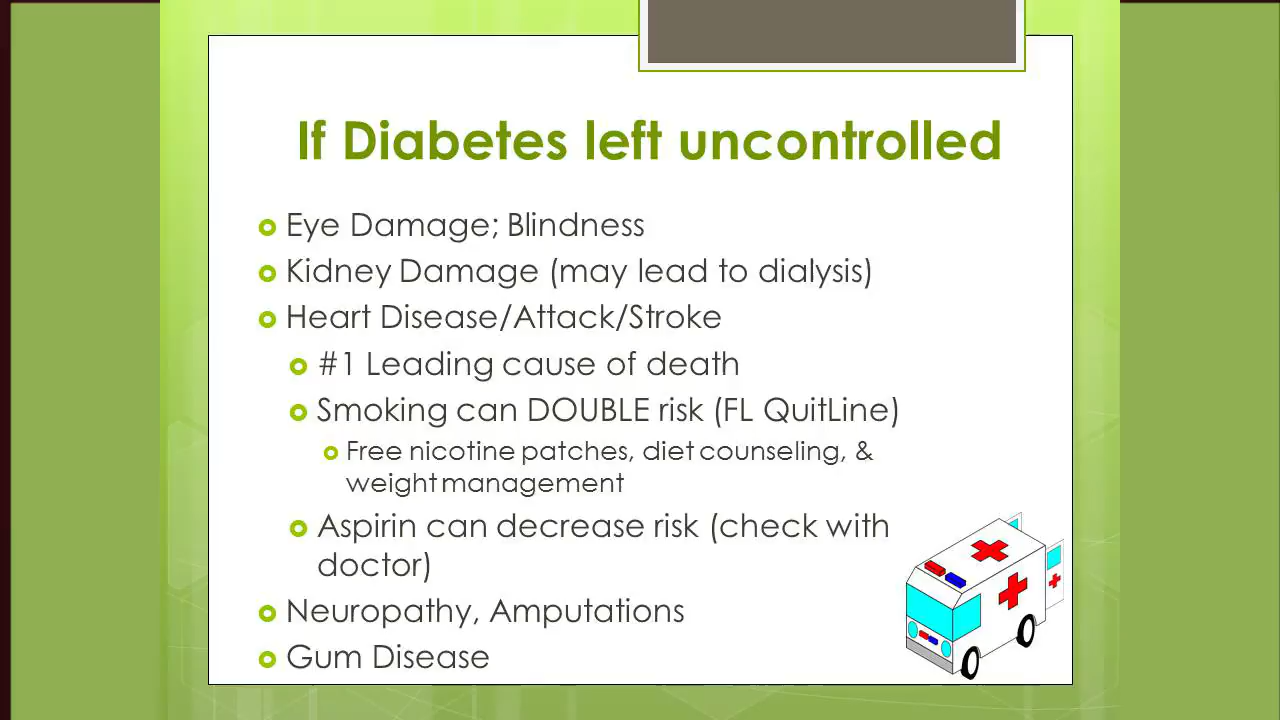 If Diabetes left uncontrolled
Eye Damage; Blindness
Kidney Damage (may lead to dialysis)
Heart Disease/Attack/Stroke
#1 Leading cause of death
Smoking can DOUBLE risk (FL QuitLine)
Free nicotine patches, diet counseling, &
weight management
Aspirin can decrease risk (check with
doctor)
Neuropathy, Amputations
Gum Disease